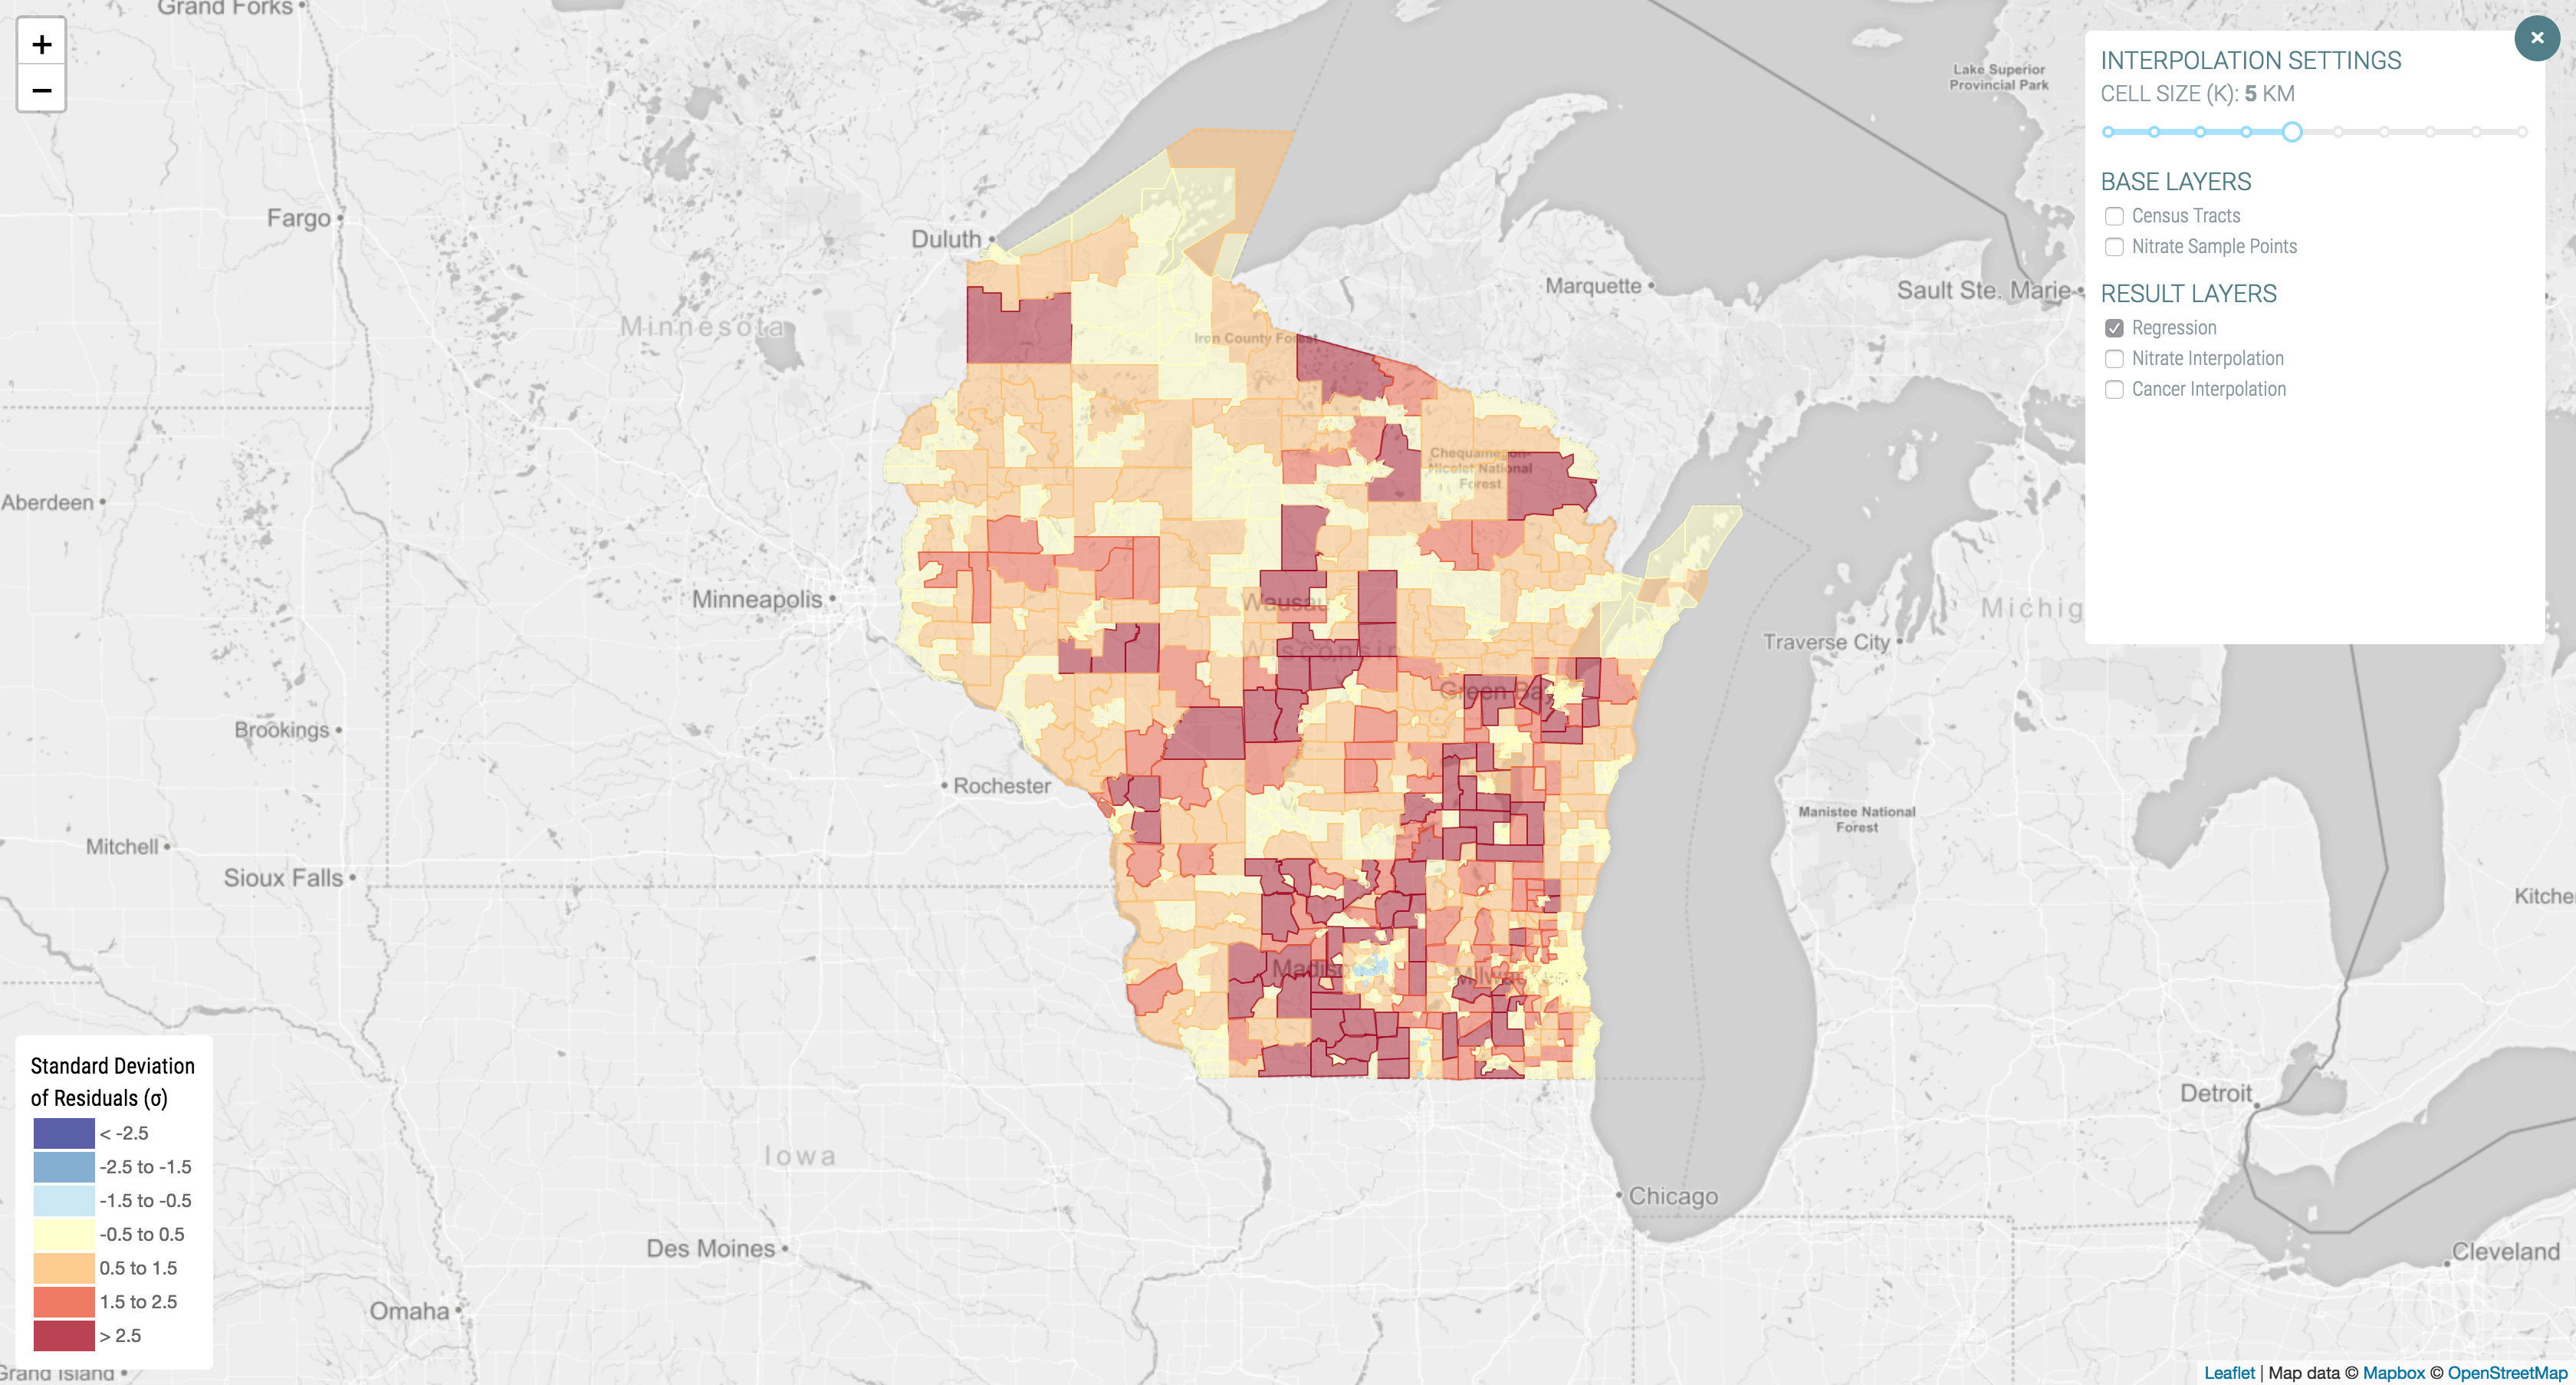 Grand Forks
+
−
Lake Superior
Provincial Park
INTERPOLATION SETTINGS
CELL SIZE (K): 5 KM
BASE LAYERS
Census Tracts
Nitrate Sample Points
RESULT LAYERS
Regression
Nitrate Interpolation
Cancer Interpolation
Fargo
Duluth
Marquette
Sault Ste. Marie
Minnesota
Iron County Forest
Chequamegon-
Nicolet National
Forest
Aberdeen
Minneapolis
Wausau
Michig
Traverse City
Wisconsin
Green Ba
Brookings
Rochester
Manistee National
Forest
Mitchell
Sioux Falls
Kitche
Madiso
Milwau
Standard Deviation
of Residuals (σ)
< -2.5
-2.5 to -1.5
-1.5 to -0.5
-0.5 to 0.5
0.5 to 1.5
1.5 to 2.5
> 2.5
Detroit
Iowa
Chicago
Des Moines
Cleveland
Omaha
Grand Island
Leaflet | Map data © Mapbox © OpenStreetMap